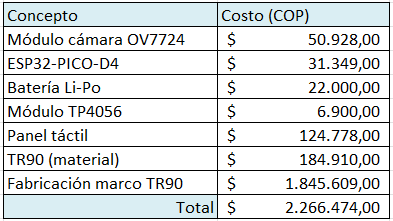 Concepto Costo (COP)
Módulo cámara OV7724 $ 50.928,00
ESP32-PICO-D4 $ 31.349,00
Batería Li-Po $ 22.000,00
Módulo TP4056 $ 6.900,00
Panel táctil $ 124.778,00
TR90 (material) $ 184.910,00
Fabricación marco TR90 $ 1.845.609,00
Total $ 2.266.474,00